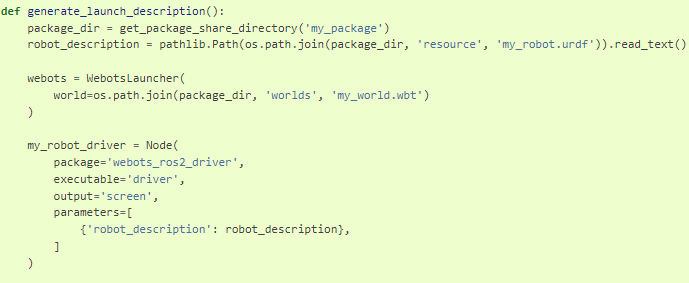 def generate_launch_description():
    package_dir = get_package_share_directory('my_package')
    robot_description = pathlib.Path(os.path.join(package_dir, 'resource', 'my_robot.urdf')).read_text()

    webots = WebotsLauncher(
        world=os.path.join(package_dir, 'worlds', 'my_world.wbt')
    )

    my_robot_driver = Node(
        package='webots_ros2_driver',
        executable='driver',
        output='screen',
        parameters=[
            {'robot_description': robot_description},
        ]
    )